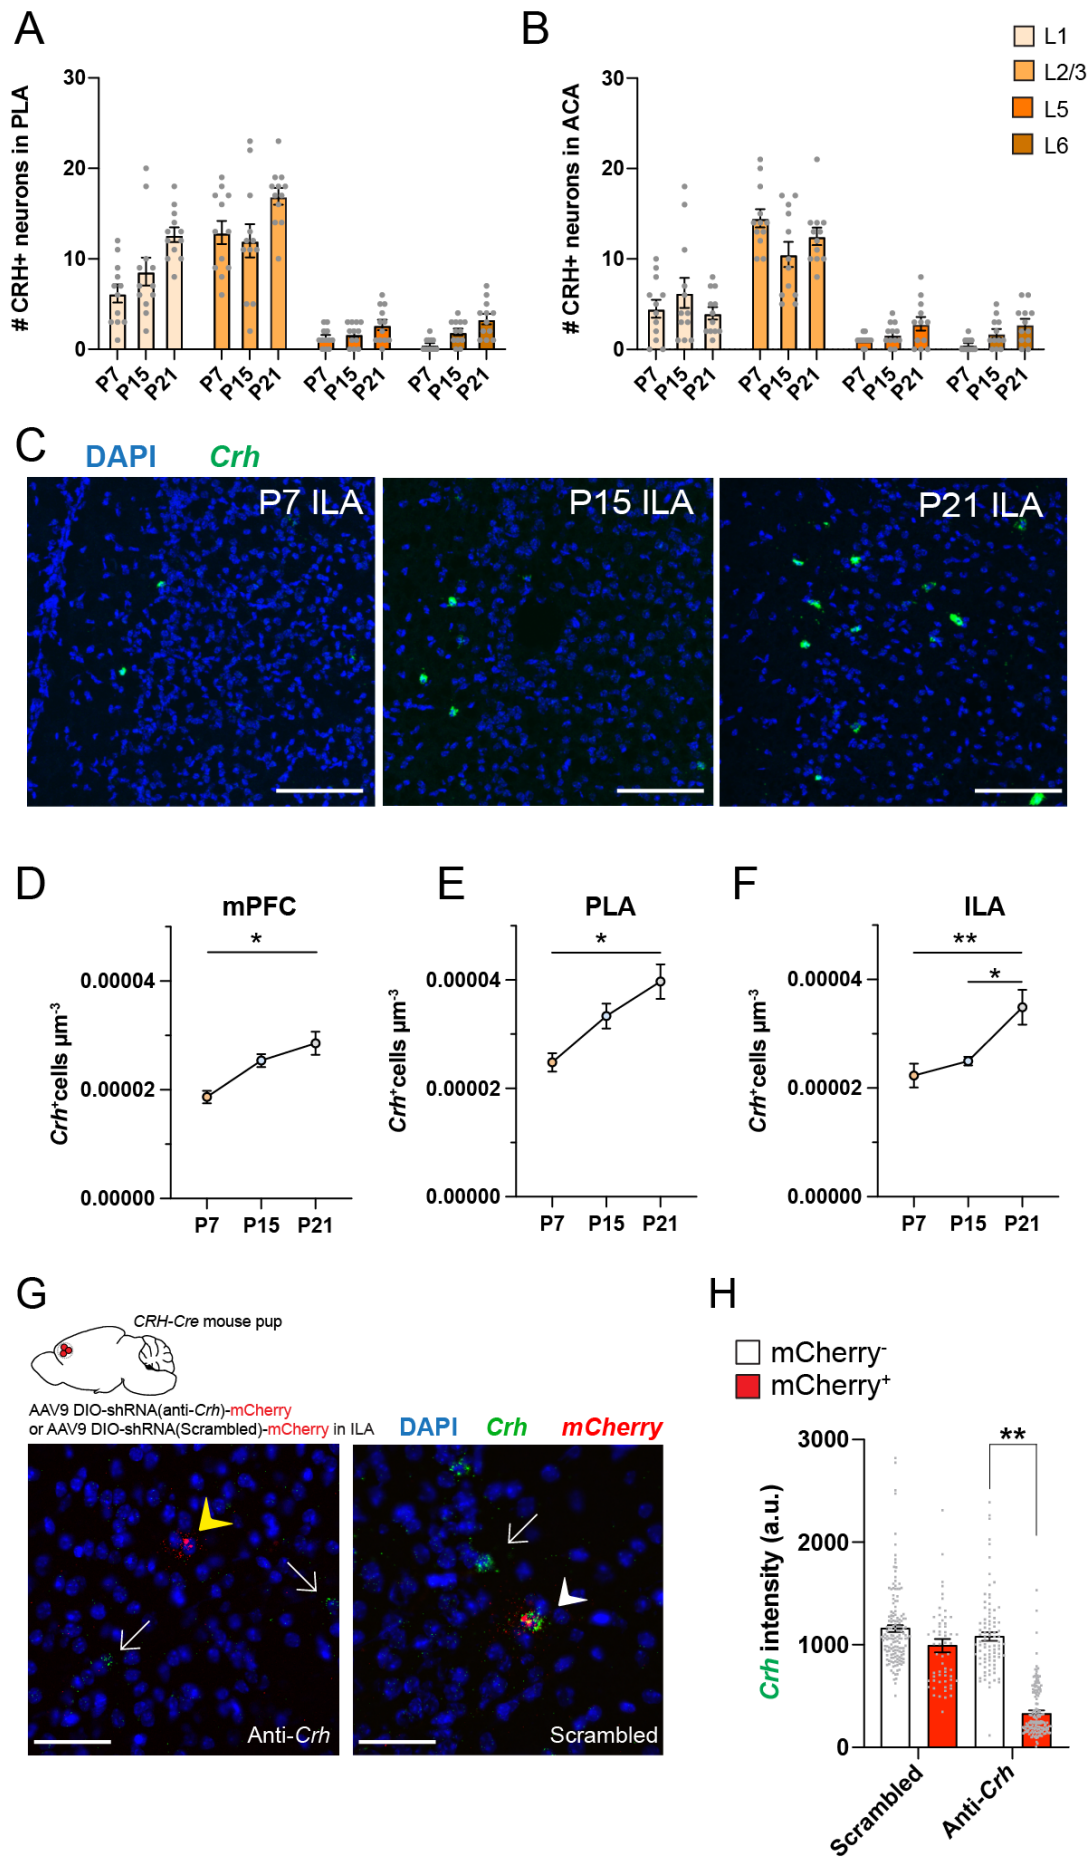 A
B
L1
L2/3
L5
L6
# CRH+ neurons in PLA
30
20
10
0
P7 P15 P21 P7 P15 P21 P7 P15 P21 P7 P15 P21
# CRH+ neurons in ACA
30
20
10
0
P7 P15 P21 P7 P15 P21 P7 P15 P21 P7 P15 P21
C
DAPI Crh
P7 ILA
P15 ILA
P21 ILA
D
mPFC
*
Crh⁺cells µm⁻³
0.00004
0.00002
0.00000
P7 P15 P21
E
PLA
*
Crh⁺cells µm⁻³
0.00004
0.00002
0.00000
P7 P15 P21
F
ILA
**
*
Crh⁺cells µm⁻³
0.00004
0.00002
0.00000
P7 P15 P21
G
CRH-Cre mouse pup
AAV9 DIO-shRNA(anti-Crh)-mCherry
or AAV9 DIO-shRNA(Scrambled)-mCherry in ILA
DAPI Crh mCherry
Anti-Crh
Scrambled
H
mCherry⁻
mCherry⁺
**
Crh intensity (a.u.)
3000
2000
1000
0
Scrambled
Anti-Crh